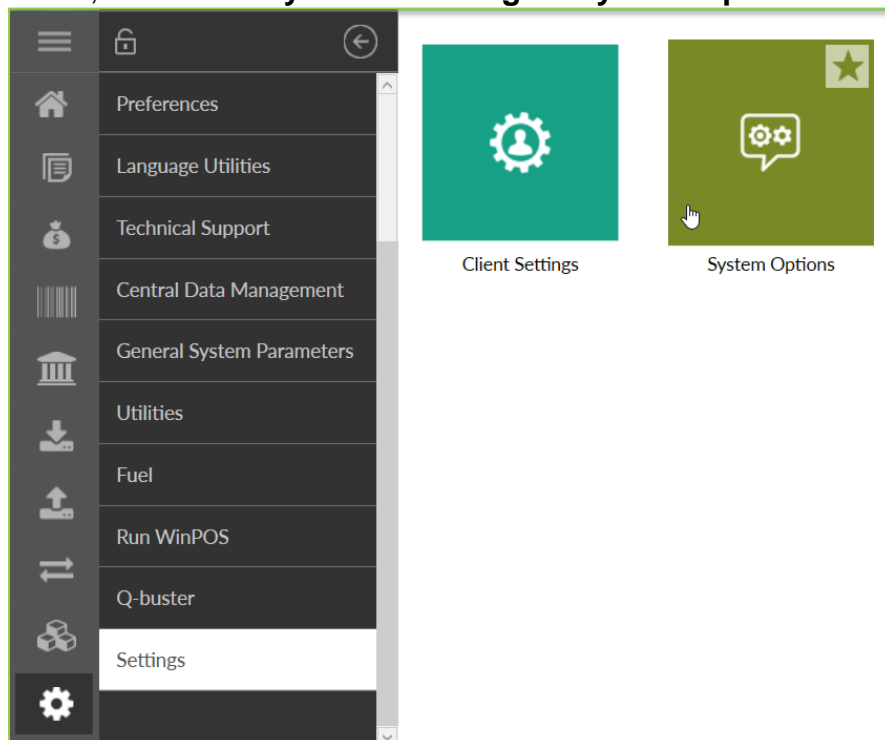 Preferences
Language Utilities
Technical Support
Central Data Management
General System Parameters
Utilities
Fuel
Run WinPOS
Q-buster
Settings
Client Settings
System Options